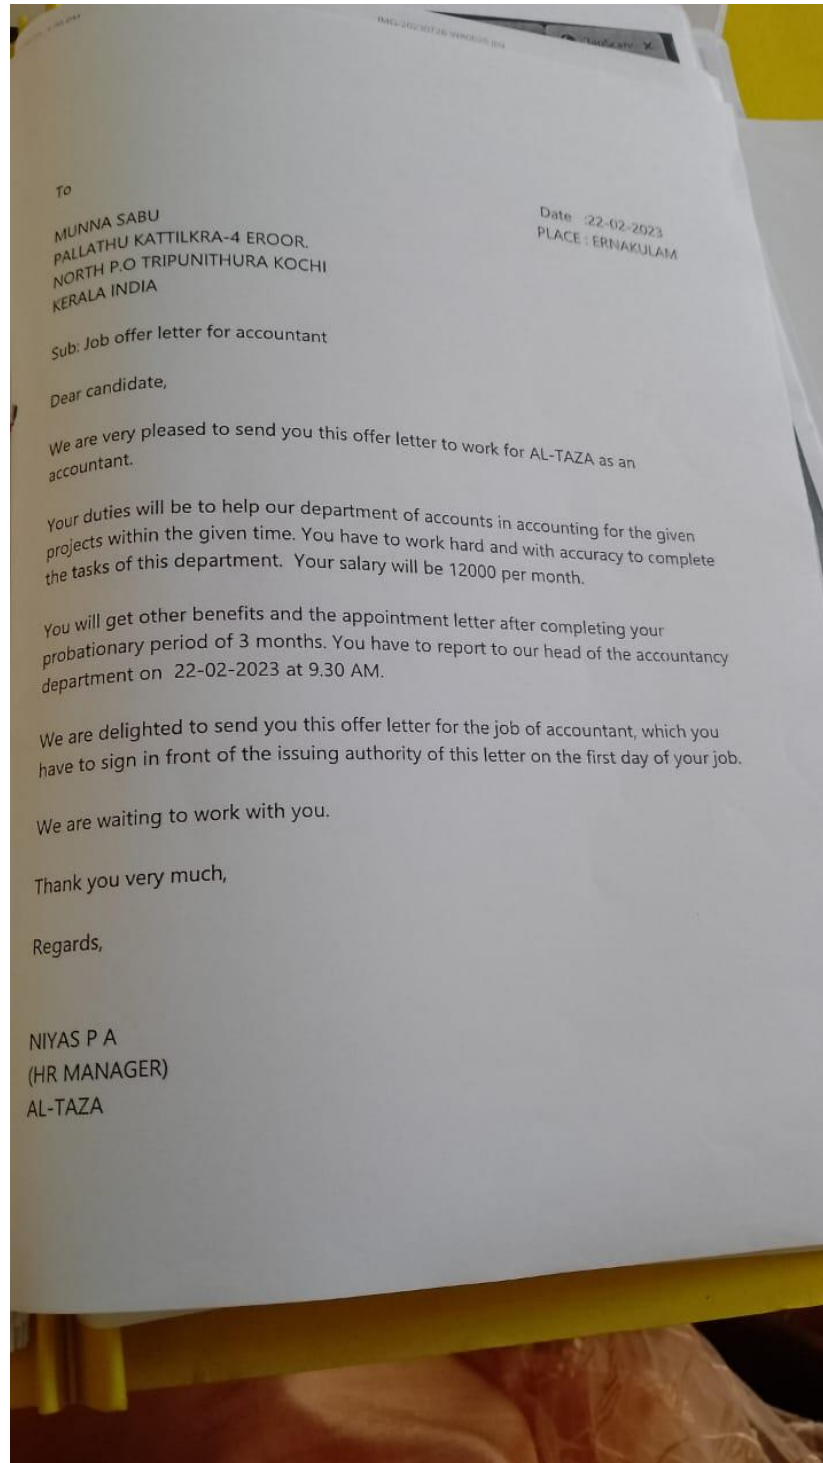 IMG-20230726-WA0026.jpg
To
MUNNA SABU
PALLATHU KATTILKRA-4 EROOR.
NORTH P.O TRIPUNITHURA KOCHI
KERALA INDIA
Date :22-02-2023
PLACE : ERNAKULAM
Sub: Job offer letter for accountant
Dear candidate,
We are very pleased to send you this offer letter to work for AL-TAZA as an
accountant.
Your duties will be to help our department of accounts in accounting for the given
projects within the given time. You have to work hard and with accuracy to complete
the tasks of this department. Your salary will be 12000 per month.
You will get other benefits and the appointment letter after completing your
probationary period of 3 months. You have to report to our head of the accountancy
department on 22-02-2023 at 9.30 AM.
We are delighted to send you this offer letter for the job of accountant, which you
have to sign in front of the issuing authority of this letter on the first day of your job.
We are waiting to work with you.
Thank you very much,
Regards,
NIYAS P A
(HR MANAGER)
AL-TAZA